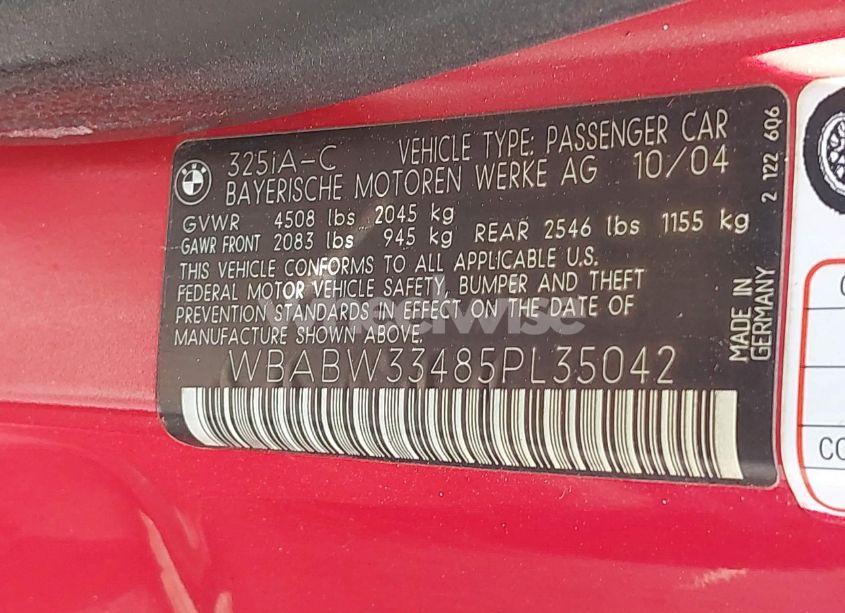 325iA-C VEHICLE TYPE: PASSENGER CAR
BAYERISCHE MOTOREN WERKE AG 10/04
GVWR 4508 lbs 2045 kg
GAWR FRONT 2083 lbs 945 kg REAR 2546 lbs 1155 kg
THIS VEHICLE CONFORMS TO ALL APPLICABLE U.S.
FEDERAL MOTOR VEHICLE SAFETY, BUMPER AND THEFT
PREVENTION STANDARDS IN EFFECT ON THE DATE OF
MANUFACTURE SHOWN ABOVE.
WBABW33485PL35042
MADE IN
GERMANY
2 122 606
BMW